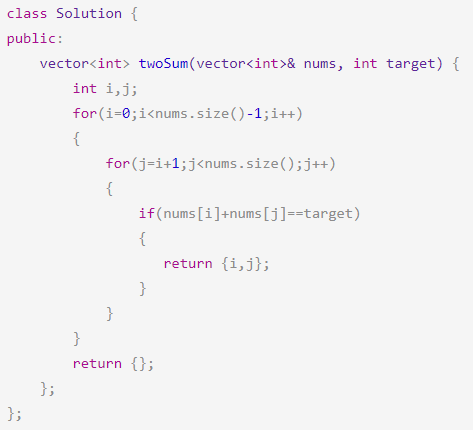 class Solution {
public:
    vector<int> twoSum(vector<int>& nums, int target) {
        int i,j;
        for(i=0;i<nums.size()-1;i++)
        {
            for(j=i+1;j<nums.size();j++)
            {
                if(nums[i]+nums[j]==target)
                {
                   return {i,j};
                }
            }
        }
        return {};
    };
};